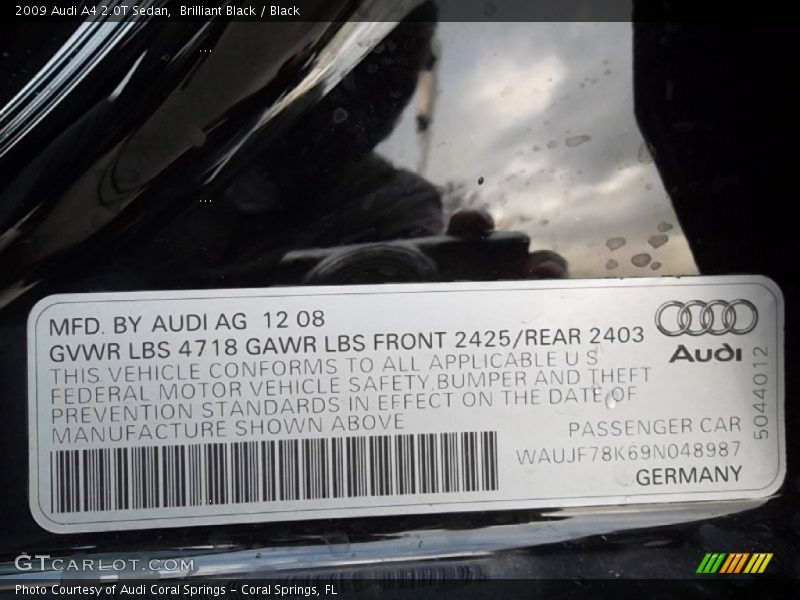 2009 Audi A4 2.0T Sedan,  Brilliant Black / Black
MFD. BY AUDI AG  12 08
GVWR LBS 4718 GAWR LBS FRONT 2425/REAR 2403
THIS VEHICLE CONFORMS TO ALL APPLICABLE U S
FEDERAL MOTOR VEHICLE SAFETY,BUMPER AND THEFT
PREVENTION STANDARDS IN EFFECT ON THE DATE OF
MANUFACTURE SHOWN ABOVE
Audi
5044012
PASSENGER CAR
WAUJF78K69N048987
GERMANY
GTCARLOT.COM
Photo Courtesy of Audi Coral Springs – Coral Springs, FL